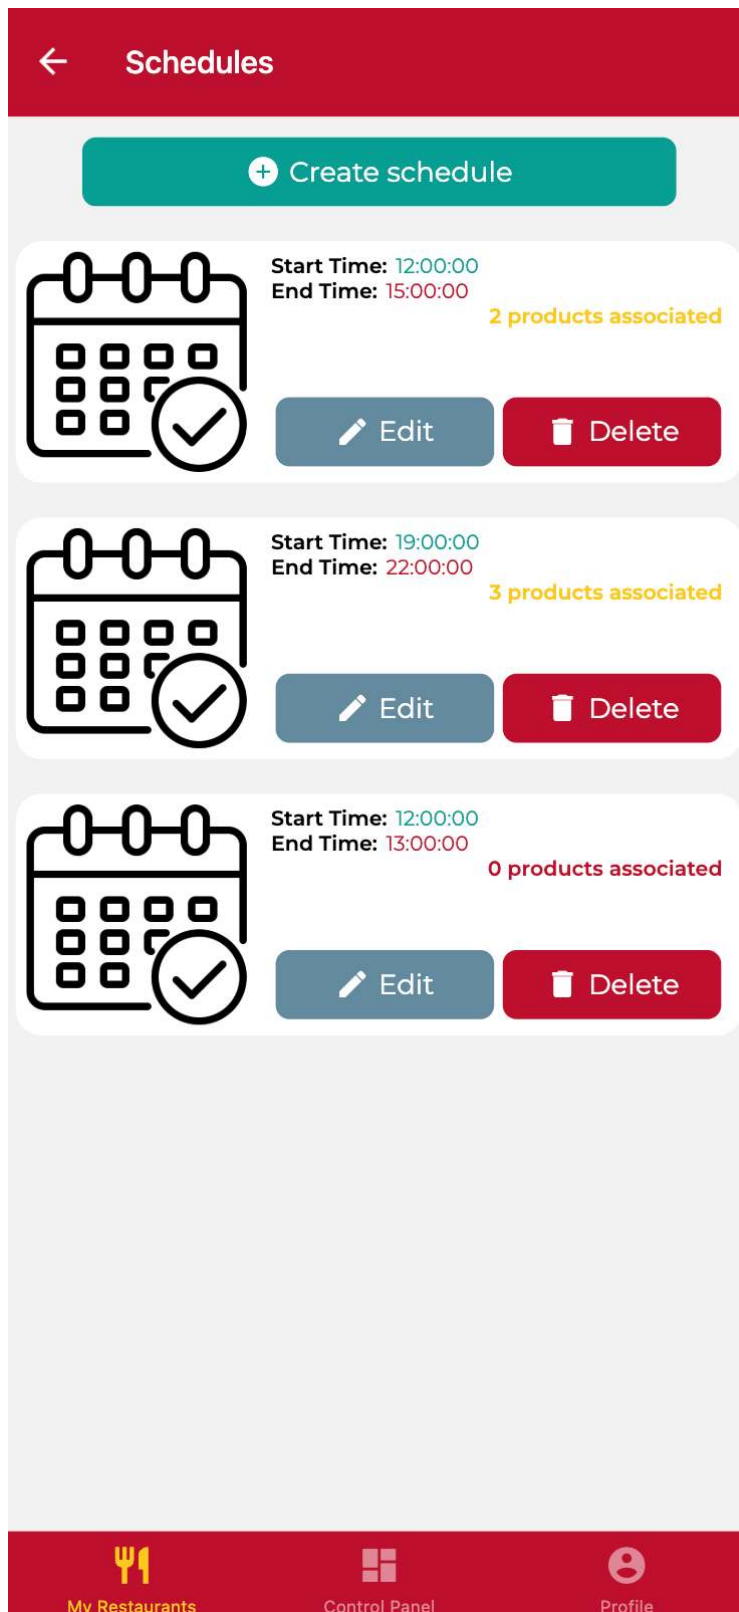 Schedules
Create schedule
Start Time: 12:00:00
End Time: 15:00:00
2 products associated
Edit
Delete
Start Time: 19:00:00
End Time: 22:00:00
3 products associated
Edit
Delete
Start Time: 12:00:00
End Time: 13:00:00
0 products associated
Edit
Delete
My Restaurants
Control Panel
Profile